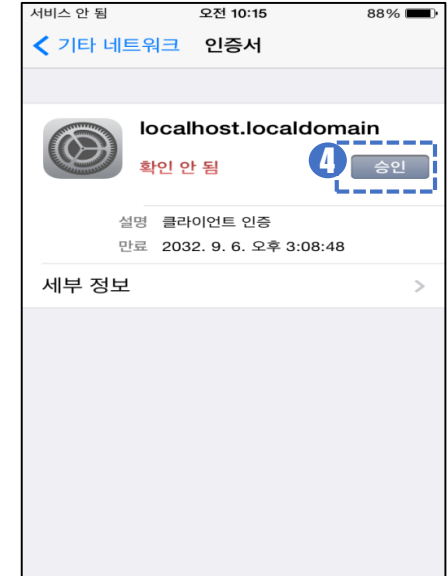 서비스 안 됨 오전 10:15 88%
기타 네트워크 인증서
localhost.localdomain
확인 안 됨 4 승인
설명 클라이언트 인증
만료 2032. 9. 6. 오후 3:08:48
세부 정보